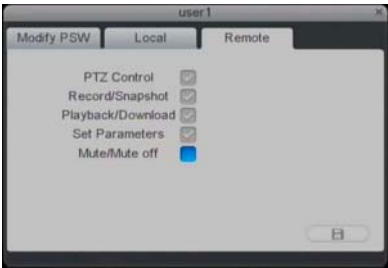 user1
Modify PSW Local Remote
PTZ Control
Record/Snapshot
Playback/Download
Set Parameters
Mute/Mute off